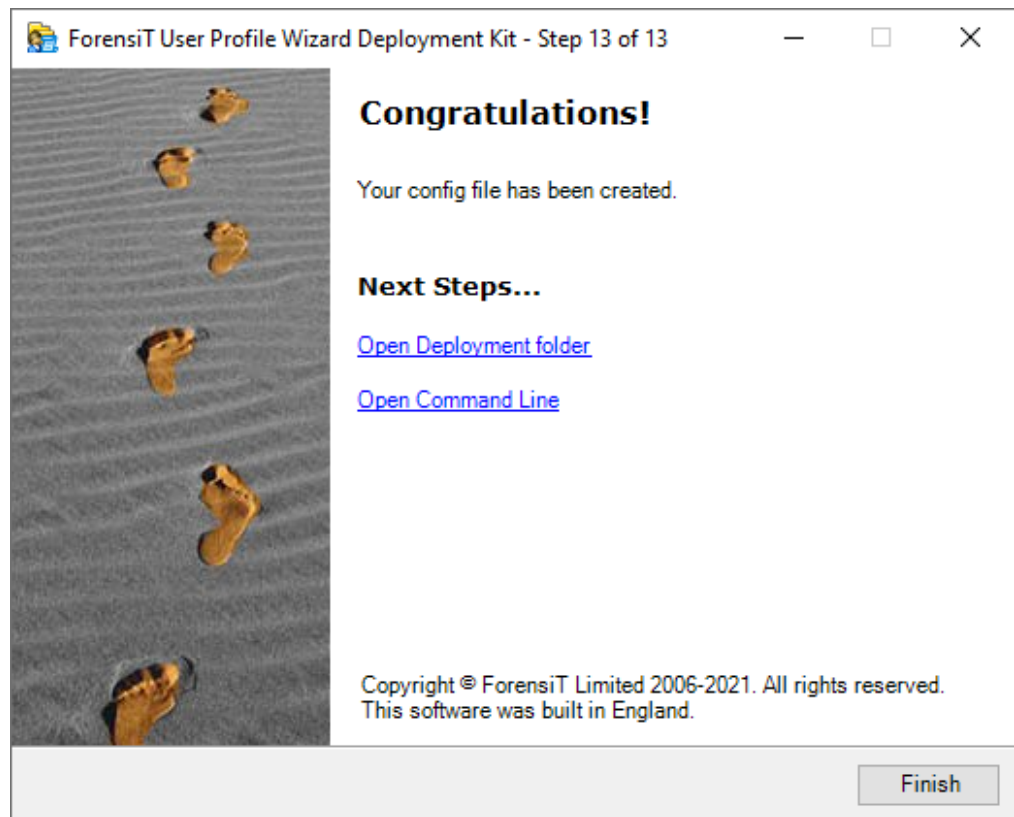 ForensiT User Profile Wizard Deployment Kit - Step 13 of 13
Congratulations!
Your config file has been created.
Next Steps...
Open Deployment folder
Open Command Line
Copyright © ForensiT Limited 2006-2021. All rights reserved.
This software was built in England.
Finish